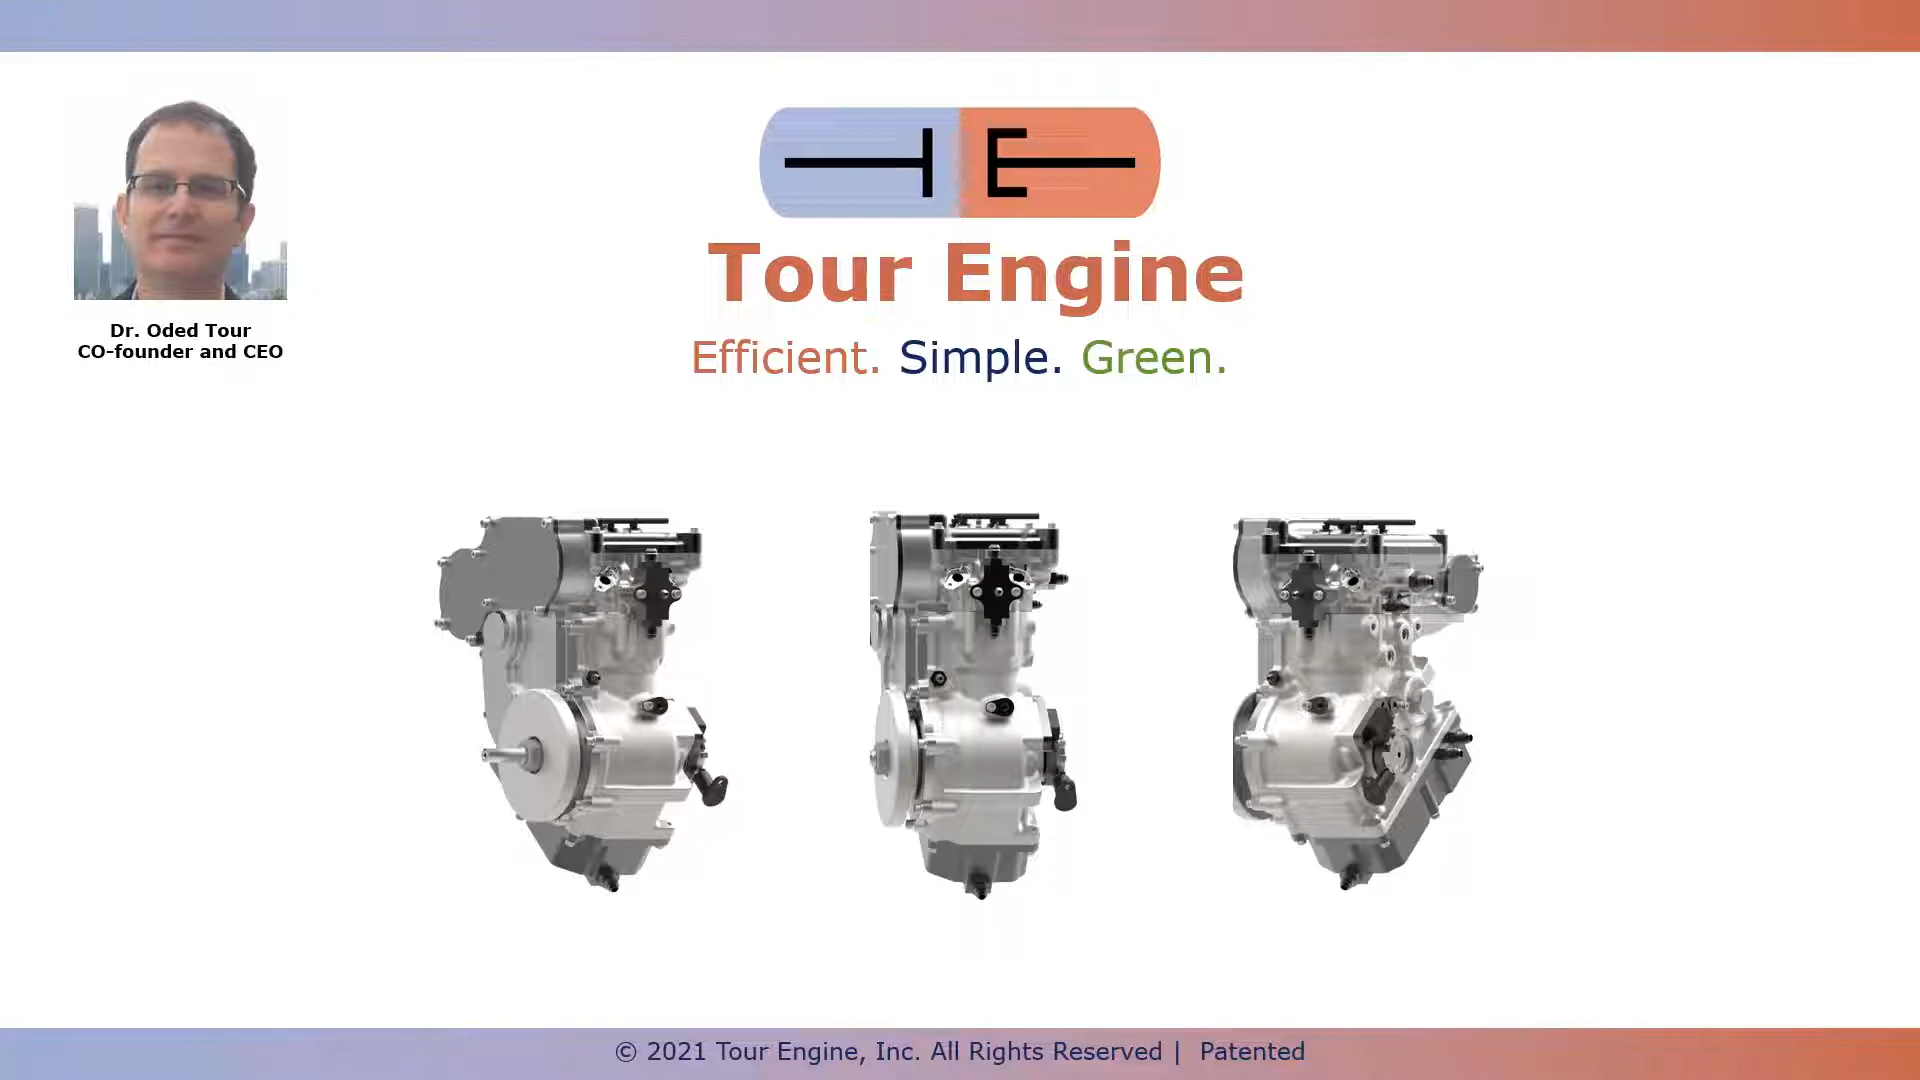 TE
Tour Engine
Efficient. Simple. Green.
Dr. Oded Tour
CO-founder and CEO
© 2021 Tour Engine, Inc. All Rights Reserved | Patented